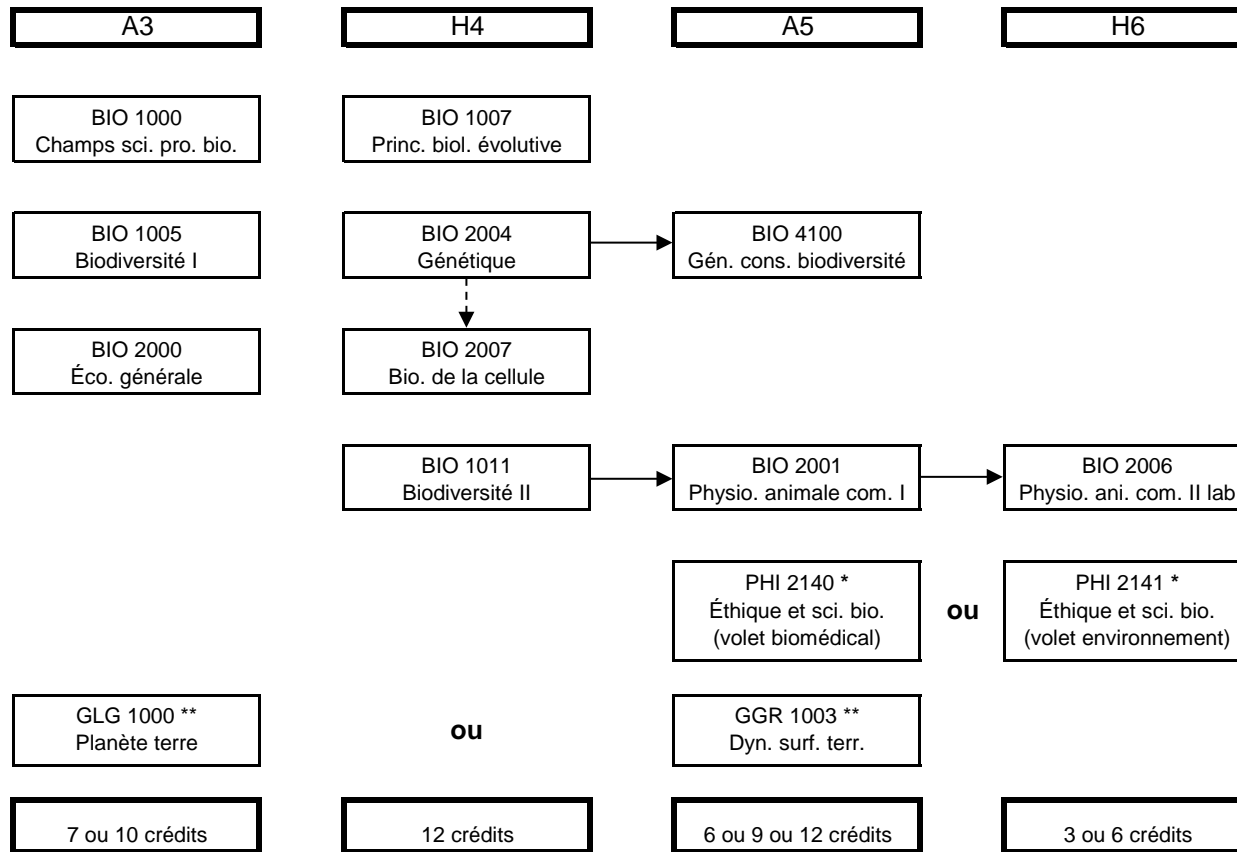 A3
H4
A5
H6
BIO 1000
Champs sci. pro. bio.
BIO 1007
Princ. biol. évolutive
BIO 1005
Biodiversité I
BIO 2004
Génétique
BIO 4100
Gén. cons. biodiversité
BIO 2000
Éco. générale
BIO 2007
Bio. de la cellule
BIO 1011
Biodiversité II
BIO 2001
Physio. animale com. I
BIO 2006
Physio. ani. com. II lab
PHI 2140 *
Éthique et sci. bio.
(volet biomédical)
ou
PHI 2141 *
Éthique et sci. bio.
(volet environnement)
GLG 1000 **
Planète terre
ou
GGR 1003 **
Dyn. surf. terr.
7 ou 10 crédits
12 crédits
6 ou 9 ou 12 crédits
3 ou 6 crédits